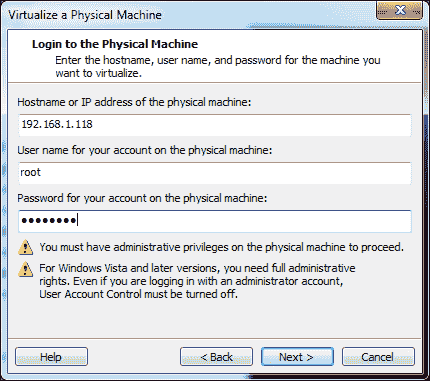 Virtualize a Physical Machine
Login to the Physical Machine
Enter the hostname, user name, and password for the machine you
want to virtualize.
Hostname or IP address of the physical machine:
192.168.1.118
User name for your account on the physical machine:
root
Password for your account on the physical machine:
●●●●●●●●
You must have administrative privileges on the physical machine to proceed.
For Windows Vista and later versions, you need full administrative
rights. Even if you are logging in with an administrator account,
User Account Control must be turned off.
Help
< Back
Next >
Cancel